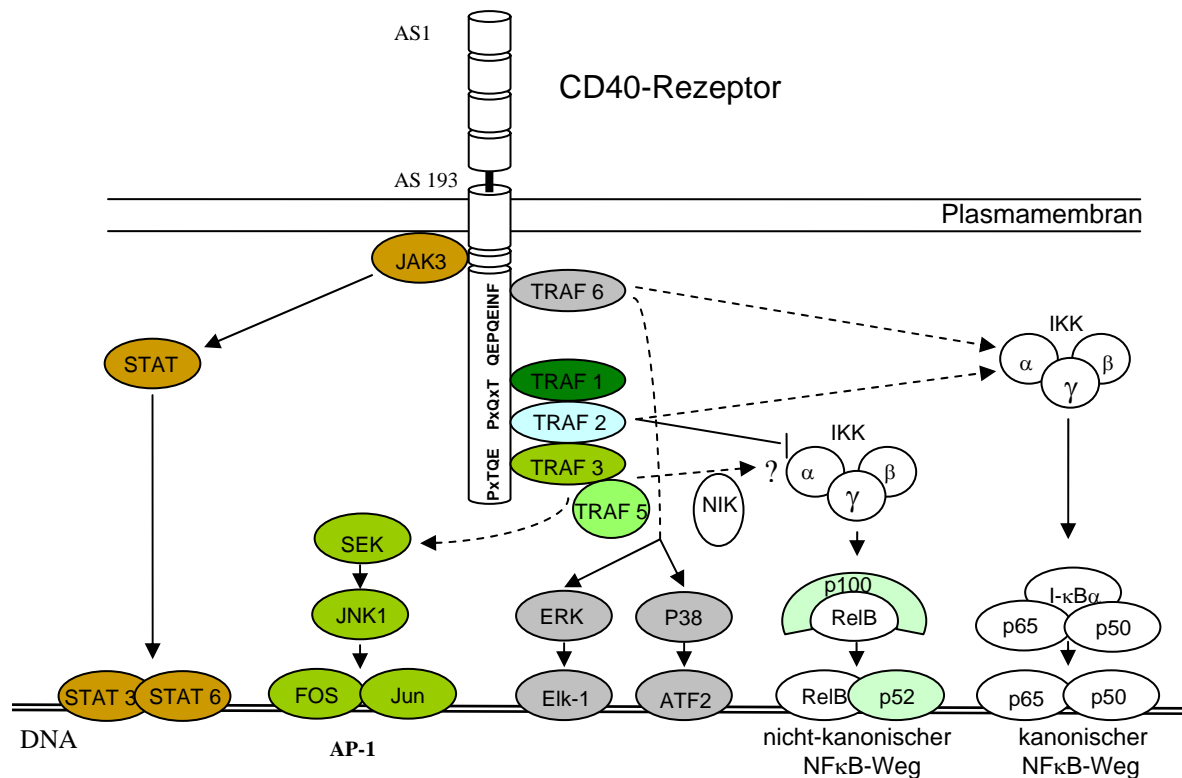 AS1
CD40-Rezeptor
AS 193
Plasmamembran
JAK3
TRAF 6
QEPQEINF
IKK
α
β
γ
STAT
TRAF 1
PxQxT
TRAF 2
IKK
PxTQE
TRAF 3
?
α
β
γ
NIK
TRAF 5
SEK
p100
RelB
I-κBα
p65
p50
JNK1
ERK
P38
STAT 3
STAT 6
FOS
Jun
Elk-1
ATF2
RelB
p52
p65
p50
DNA
AP-1
nicht-kanonischer
NFκB-Weg
kanonischer
NFκB-Weg